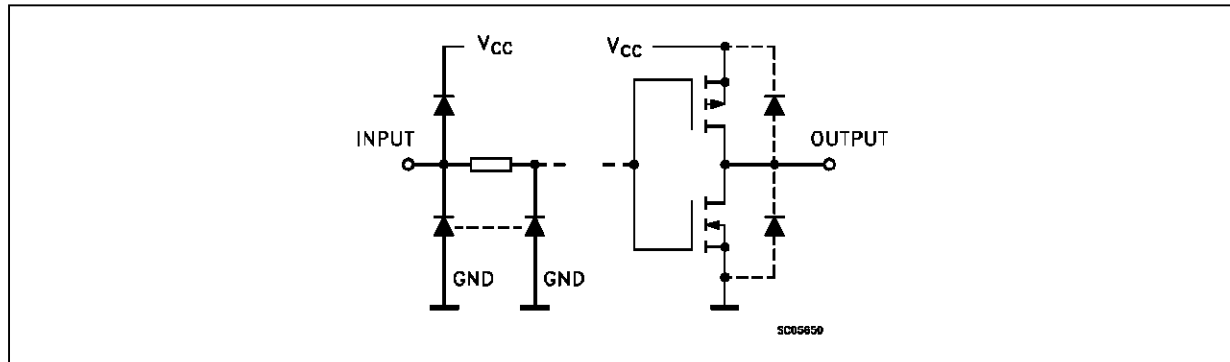 VCC
VCC
INPUT
OUTPUT
GND
GND
SC05650